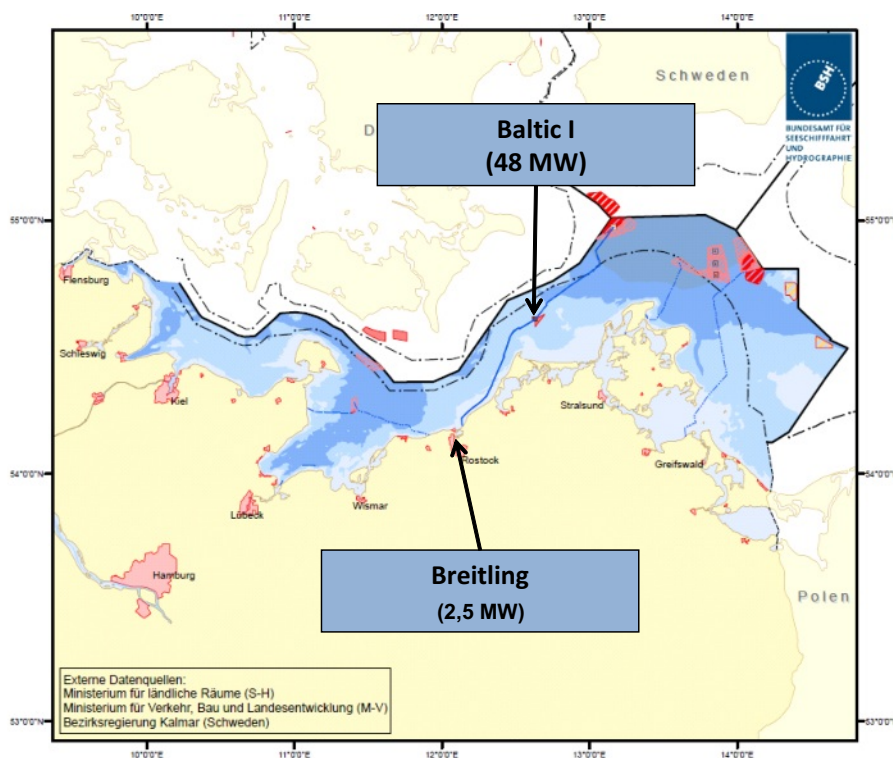 10°0'0"E
11°0'0"E
12°0'0"E
13°0'0"E
14°0'0"E
Schweden
BSH
BUNDESAMT FÜR
SEESCHIFFFAHRT
UND
HYDROGRAPHIE
D
Baltic I
(48 MW)
55°0'0"N
55°0'0"N
Flensburg
Schleswig
Kiel
Stralsund
Rostock
Greifswald
54°0'0"N
54°0'0"N
Lübeck
Wismar
Hamburg
Breitling
(2,5 MW)
Polen
Externe Datenquellen:
Ministerium für ländliche Räume (S-H)
Ministerium für Verkehr, Bau und Landesentwicklung (M-V)
Bezirksregierung Kalmar (Schweden)
53°0'0"N
53°0'0"N
10°0'0"E
11°0'0"E
12°0'0"E
13°0'0"E
14°0'0"E